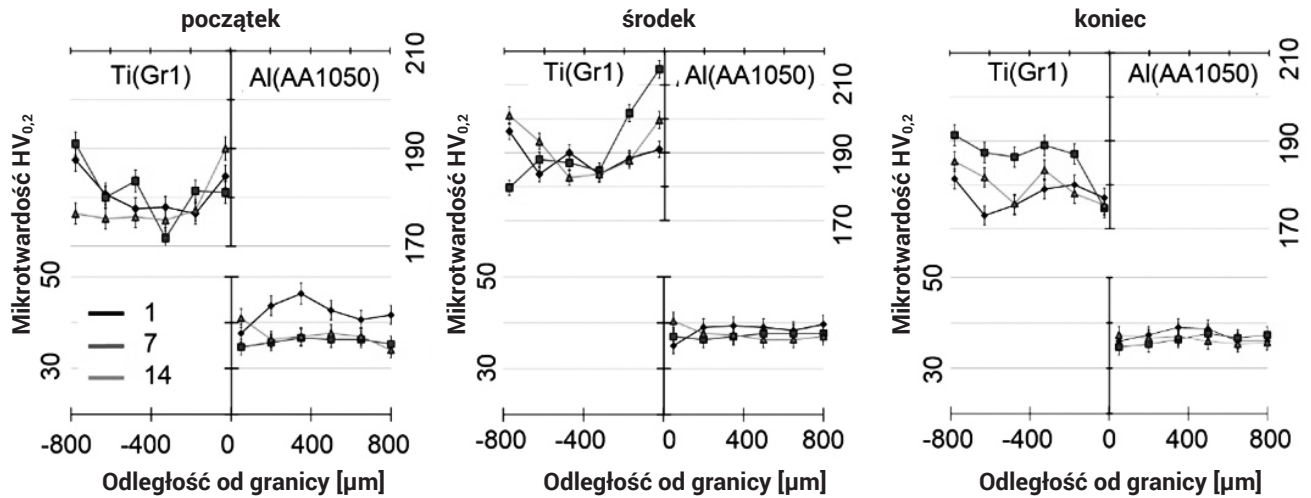 początek
środek
koniec
Mikrotwardość HV0,2
Ti(Gr1)
Al(AA1050)
210
190
170
50
30
1
7
14
-800
-400
0
400
800
Odległość od granicy [µm]
Mikrotwardość HV0,2
Ti(Gr1)
Al(AA1050)
210
190
170
50
30
-800
-400
0
400
800
Odległość od granicy [µm]
Mikrotwardość HV0,2
Ti(Gr1)
Al(AA1050)
210
190
170
50
30
-800
-400
0
400
800
Odległość od granicy [µm]